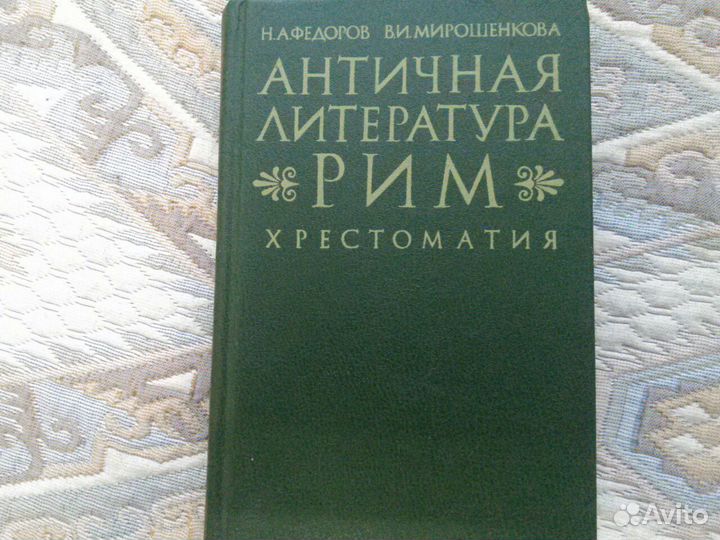 Н.А.ФЕДОРОВ В.И.МИРОШЕНКОВА
АНТИЧНАЯ
ЛИТЕРАТУРА
РИМ
ХРЕСТОМАТИЯ
Avito